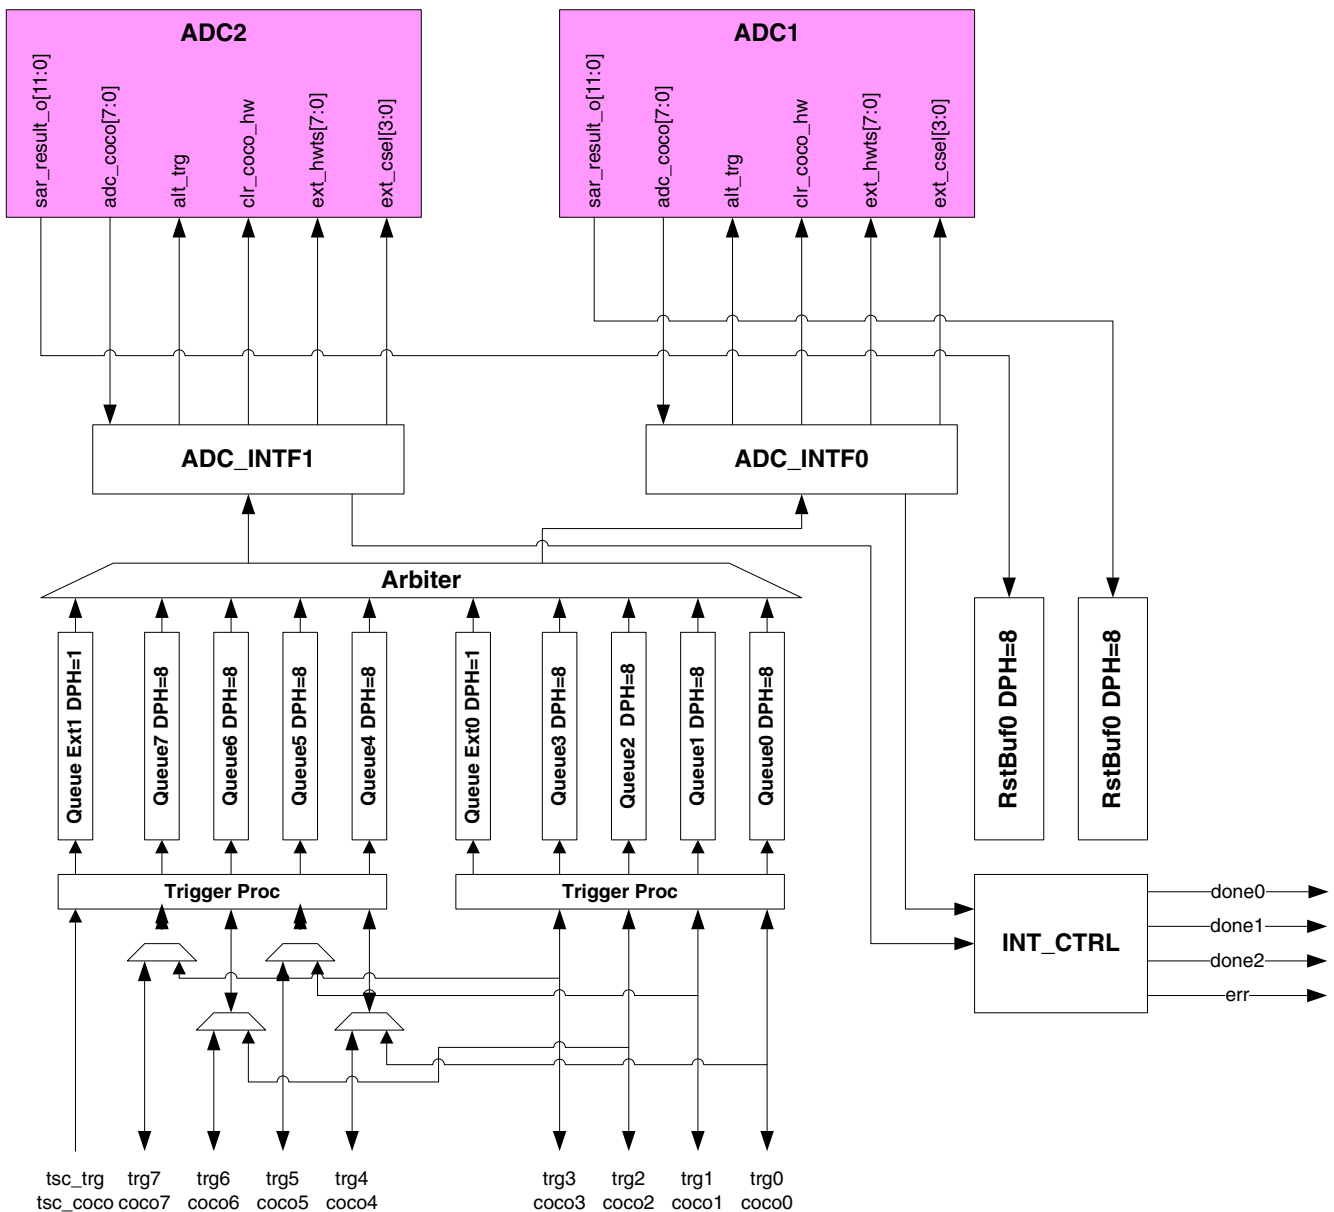 ADC2
ADC1
sar_result_o[11:0]
adc_coco[7:0]
alt_trg
clr_coco_hw
ext_hwts[7:0]
ext_csel[3:0]
sar_result_o[11:0]
adc_coco[7:0]
alt_trg
clr_coco_hw
ext_hwts[7:0]
ext_csel[3:0]
ADC_INTF1
ADC_INTF0
Arbiter
Queue Ext1 DPH=1
Queue7 DPH=8
Queue6 DPH=8
Queue5 DPH=8
Queue4 DPH=8
Queue Ext0 DPH=1
Queue3 DPH=8
Queue2 DPH=8
Queue1 DPH=8
Queue0 DPH=8
RstBuf0 DPH=8
RstBuf0 DPH=8
Trigger Proc
Trigger Proc
INT_CTRL
done0
done1
done2
err
tsc_trg
tsc_coco
trg7
coco7
trg6
coco6
trg5
coco5
trg4
coco4
trg3
coco3
trg2
coco2
trg1
coco1
trg0
coco0